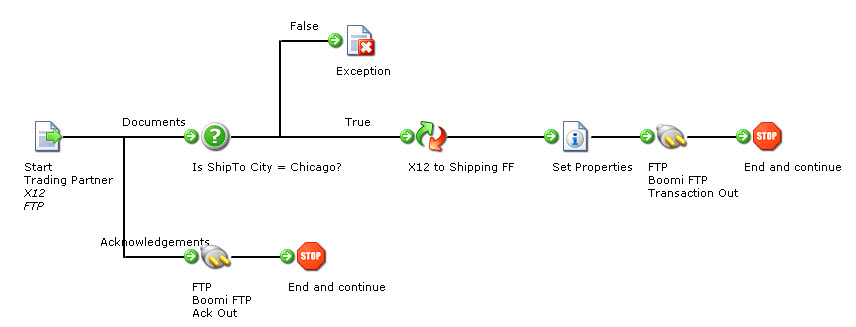 False
Exception
Documents
True
Start
Trading Partner
X12
FTP
Is ShipTo City = Chicago?
X12 to Shipping FF
Set Properties
FTP
Boomi FTP
Transaction Out
STOP
End and continue
Acknowledgements
FTP
Boomi FTP
Ack Out
STOP
End and continue